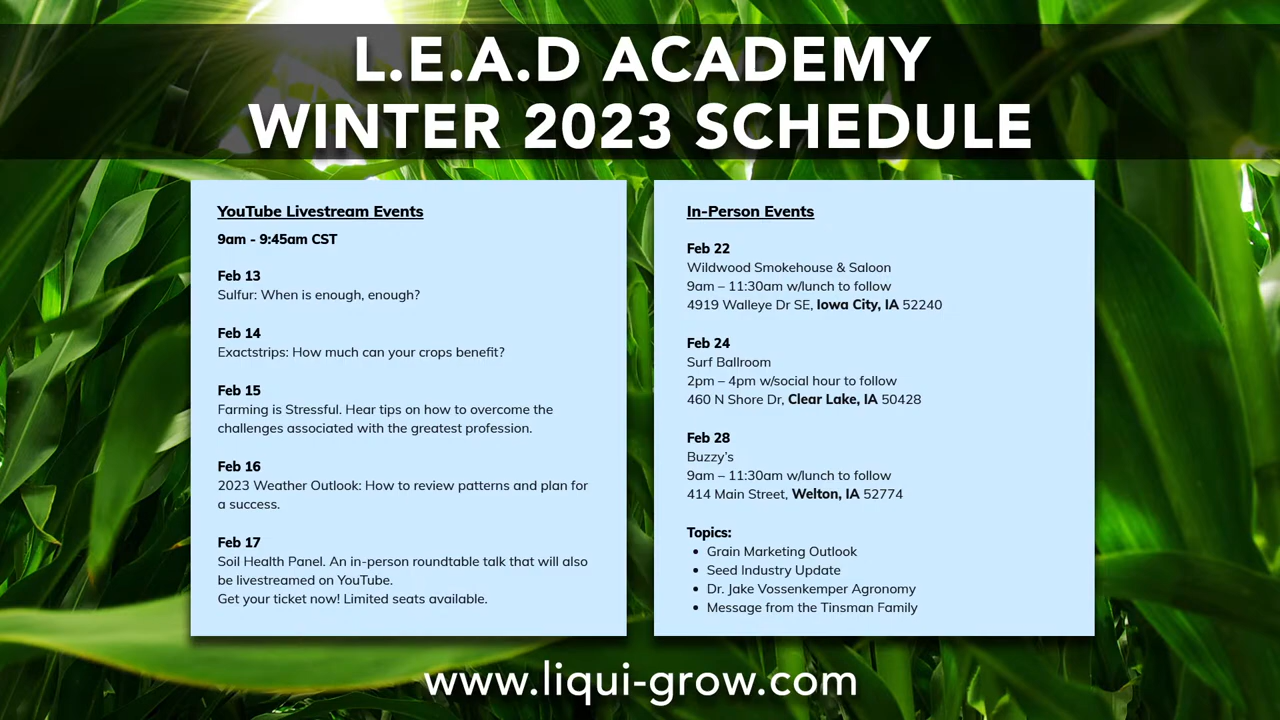 L.E.A.D ACADEMY
WINTER 2023 SCHEDULE
YouTube Livestream Events
9am - 9:45am CST
Feb 13
Sulfur: When is enough, enough?
Feb 14
Exactstrips: How much can your crops benefit?
Feb 15
Farming is Stressful. Hear tips on how to overcome the
challenges associated with the greatest profession.
Feb 16
2023 Weather Outlook: How to review patterns and plan for
a success.
Feb 17
Soil Health Panel. An in-person roundtable talk that will also
be livestreamed on YouTube.
Get your ticket now! Limited seats available.
In-Person Events
Feb 22
Wildwood Smokehouse & Saloon
9am – 11:30am w/lunch to follow
4919 Walleye Dr SE, Iowa City, IA 52240
Feb 24
Surf Ballroom
2pm – 4pm w/social hour to follow
460 N Shore Dr, Clear Lake, IA 50428
Feb 28
Buzzy’s
9am – 11:30am w/lunch to follow
414 Main Street, Welton, IA 52774
Topics:
• Grain Marketing Outlook
• Seed Industry Update
• Dr. Jake Vossenkemper Agronomy
• Message from the Tinsman Family
www.liqui-grow.com